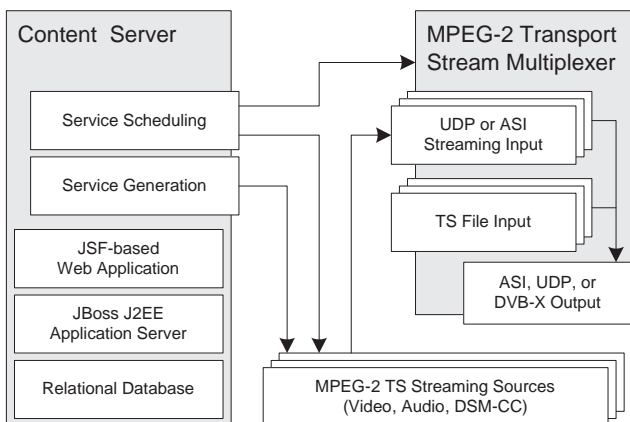 Content Server
Service Scheduling
Service Generation
JSF-based
Web Application
JBoss J2EE
Application Server
Relational Database
MPEG-2 Transport
Stream Multiplexer
UDP or ASI
Streaming Input
TS File Input
ASI, UDP, or
DVB-X Output
MPEG-2 TS Streaming Sources
(Video, Audio, DSM-CC)